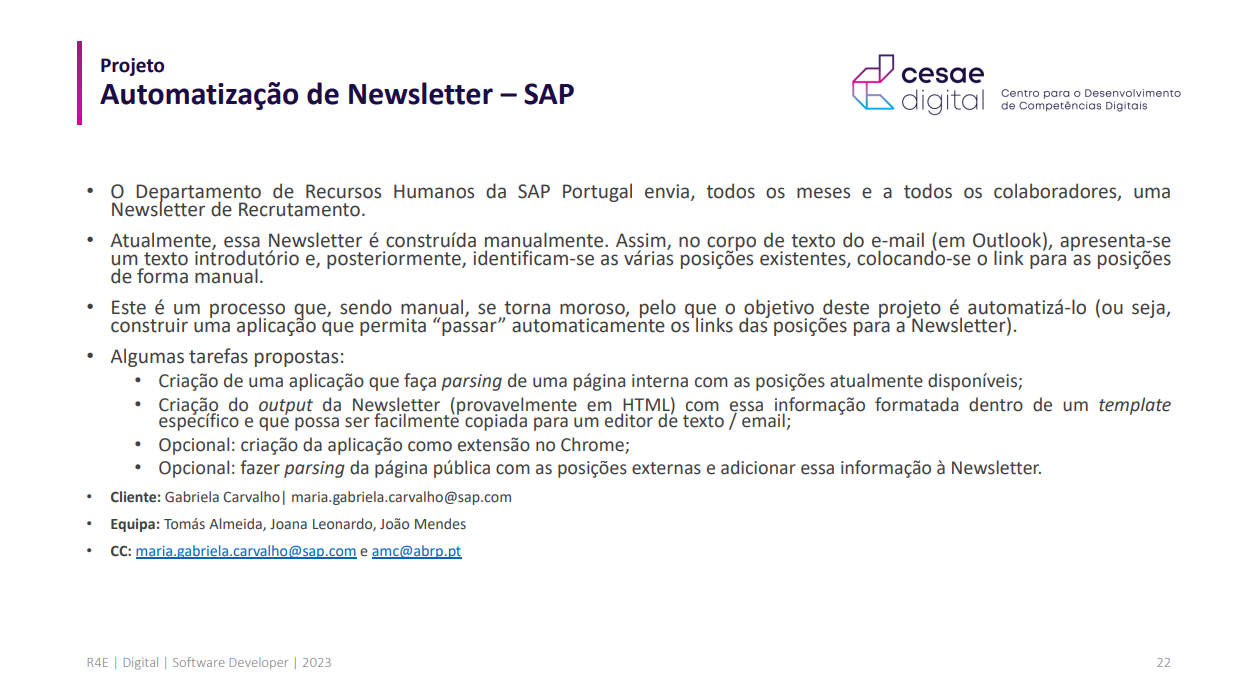 Projeto
Automatização de Newsletter – SAP
cesae
digital
Centro para o Desenvolvimento
de Competências Digitais
• O Departamento de Recursos Humanos da SAP Portugal envia, todos os meses e a todos os colaboradores, uma
Newsletter de Recrutamento.
• Atualmente, essa Newsletter é construída manualmente. Assim, no corpo de texto do e-mail (em Outlook), apresenta-se
um texto introdutório e, posteriormente, identificam-se as várias posições existentes, colocando-se o link para as posições
de forma manual.
• Este é um processo que, sendo manual, se torna moroso, pelo que o objetivo deste projeto é automatizá-lo (ou seja,
construir uma aplicação que permita “passar” automaticamente os links das posições para a Newsletter).
• Algumas tarefas propostas:
• Criação de uma aplicação que faça parsing de uma página interna com as posições atualmente disponíveis;
• Criação do output da Newsletter (provavelmente em HTML) com essa informação formatada dentro de um template
específico e que possa ser facilmente copiada para um editor de texto / email;
• Opcional: criação da aplicação como extensão no Chrome;
• Opcional: fazer parsing da página pública com as posições externas e adicionar essa informação à Newsletter.
• Cliente: Gabriela Carvalho| maria.gabriela.carvalho@sap.com
• Equipa: Tomás Almeida, Joana Leonardo, João Mendes
• CC: maria.gabriela.carvalho@sap.com e amc@abrp.pt
R4E | Digital | Software Developer | 2023
22